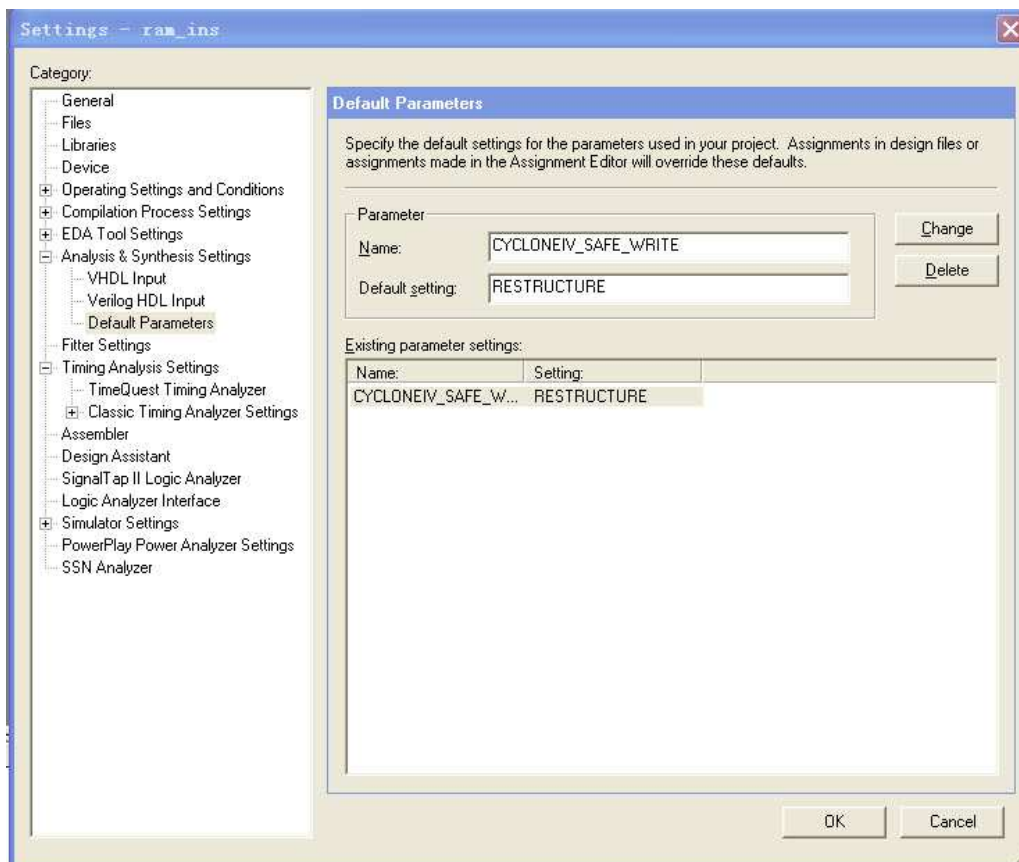 Settings - ram_ins
Category:
General
Files
Libraries
Device
Operating Settings and Conditions
Compilation Process Settings
EDA Tool Settings
Analysis & Synthesis Settings
VHDL Input
Verilog HDL Input
Default Parameters
Fitter Settings
Timing Analysis Settings
TimeQuest Timing Analyzer
Classic Timing Analyzer Settings
Assembler
Design Assistant
SignalTap II Logic Analyzer
Logic Analyzer Interface
Simulator Settings
PowerPlay Power Analyzer Settings
SSN Analyzer
Default Parameters
Specify the default settings for the parameters used in your project. Assignments in design files or
assignments made in the Assignment Editor will override these defaults.
Parameter
Name: CYCLONEIV_SAFE_WRITE
Default setting: RESTRUCTURE
Change
Delete
Existing parameter settings:
Name: Setting:
CYCLONEIV_SAFE_W... RESTRUCTURE
OK Cancel